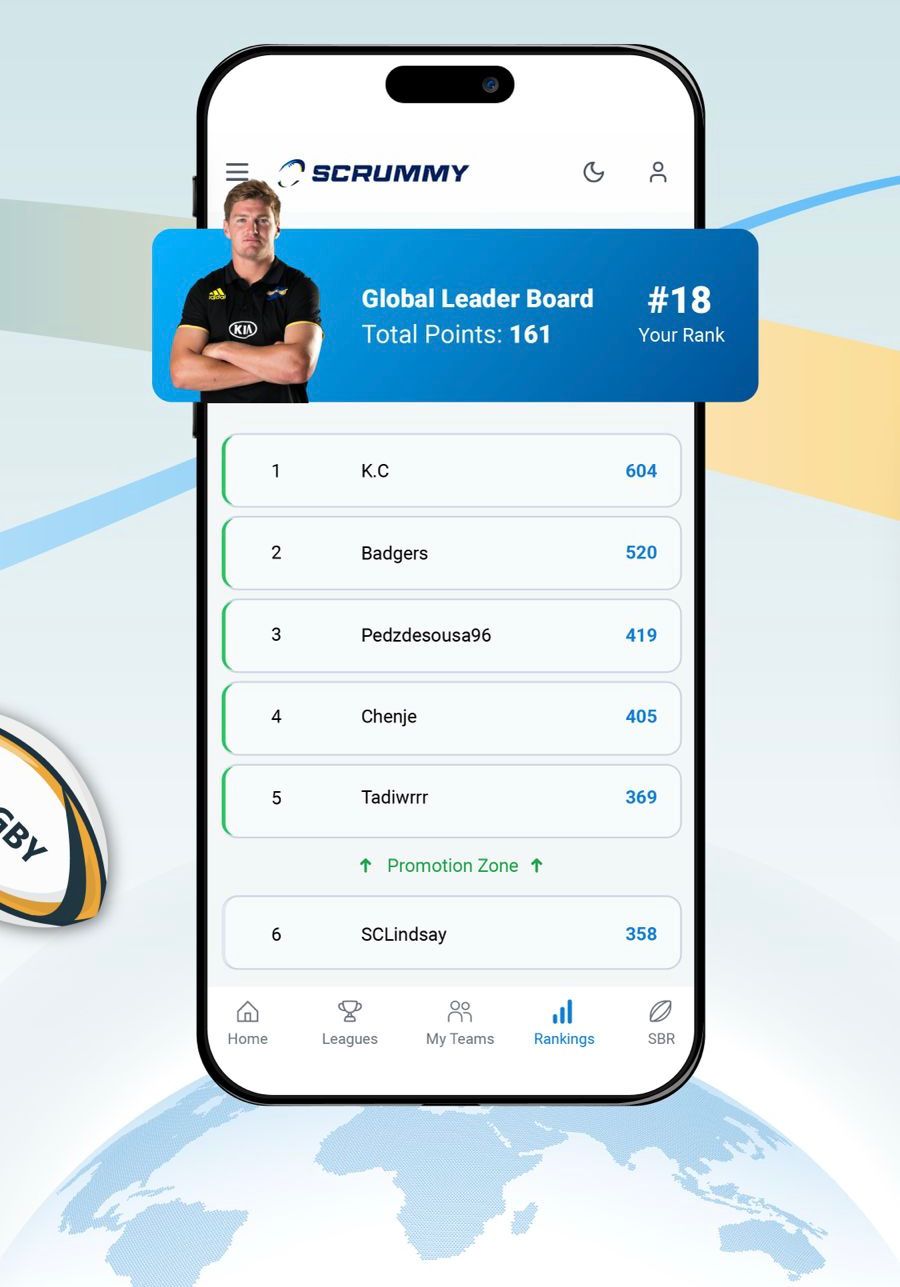 SCRUMMY
adidas
KIA
Global Leader Board
Total Points: 161
#18
Your Rank
1 K.C 604
2 Badgers 520
3 Pedzdesousa96 419
4 Chenje 405
5 Tadiwrrr 369
↑ Promotion Zone ↑
6 SCLindsay 358
GBY
Home Leagues My Teams Rankings SBR